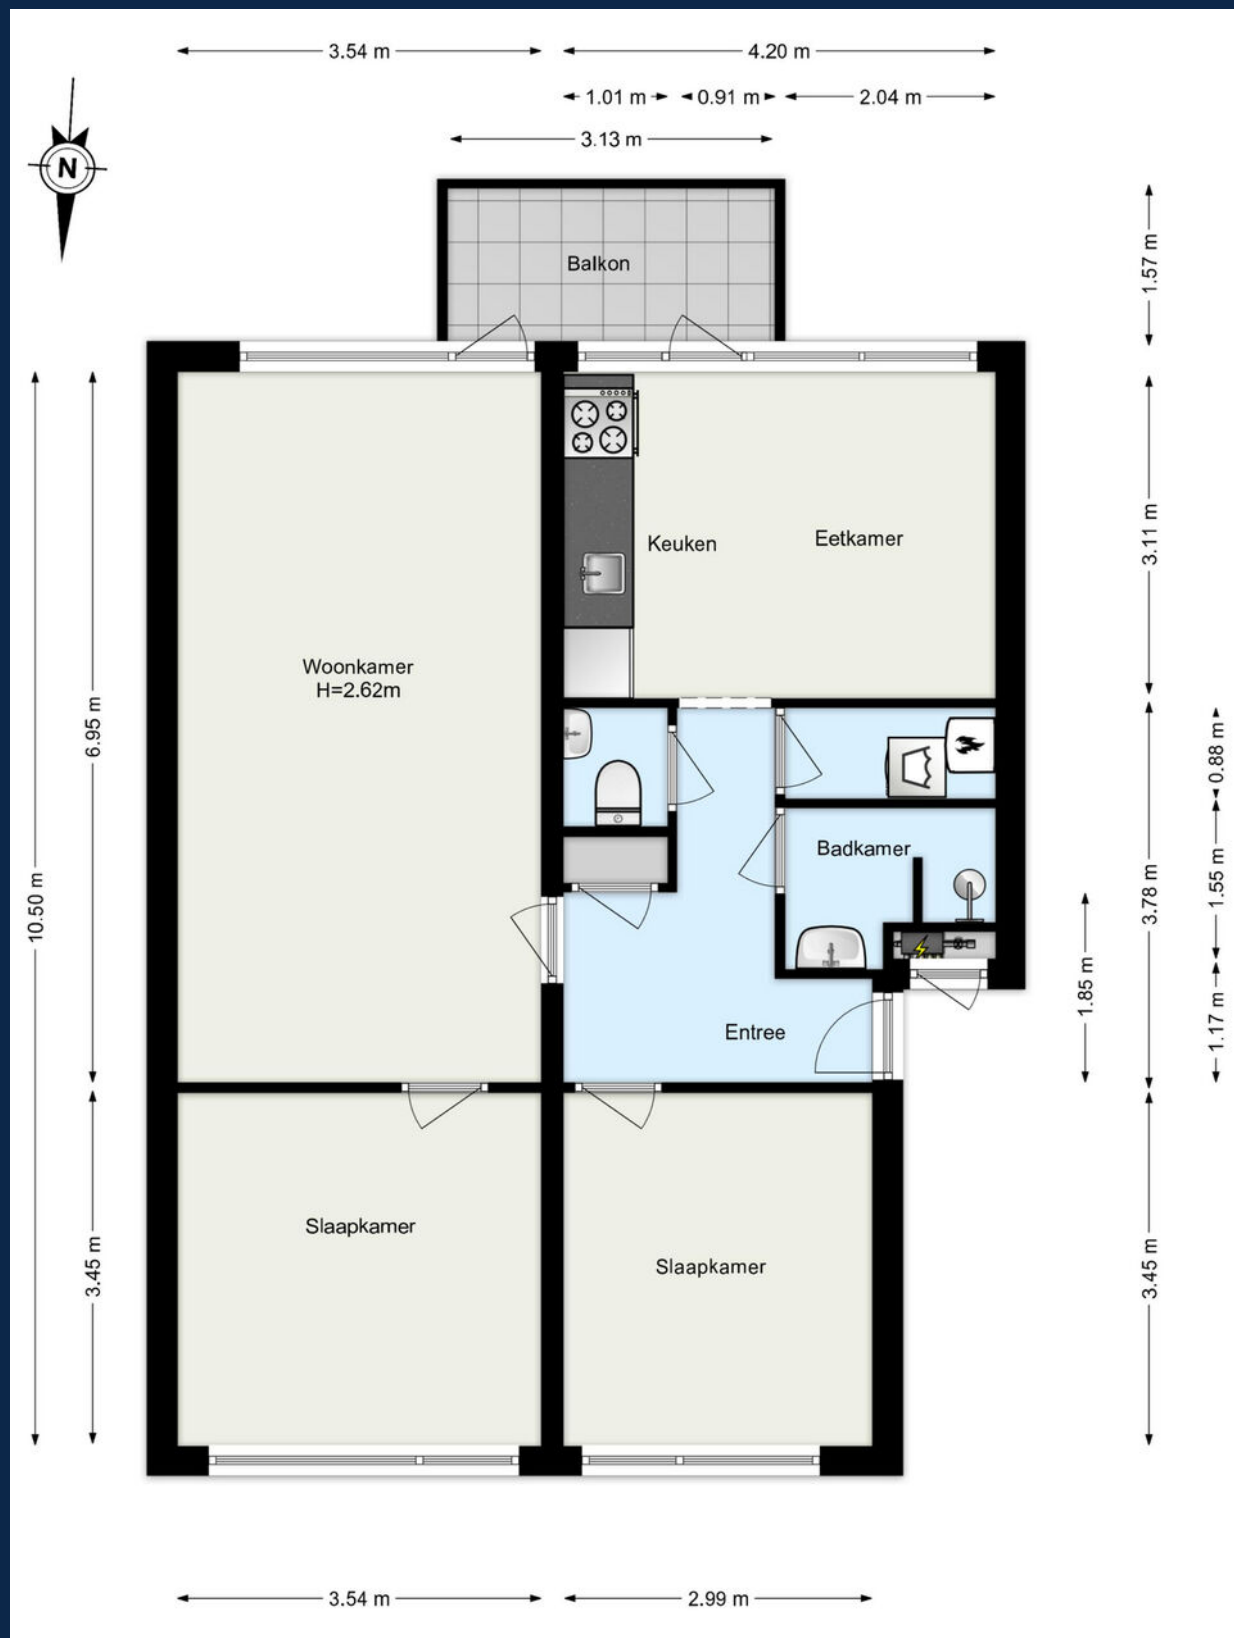 3.54 m
4.20 m
1.01 m
0.91 m
2.04 m
3.13 m
N
Balkon
1.57 m
Keuken
Eetkamer
3.11 m
Woonkamer
H=2.62m
6.95 m
10.50 m
0.88 m
Badkamer
1.55 m
3.78 m
1.85 m
1.17 m
Entree
Slaapkamer
Slaapkamer
3.45 m
3.45 m
3.54 m
2.99 m